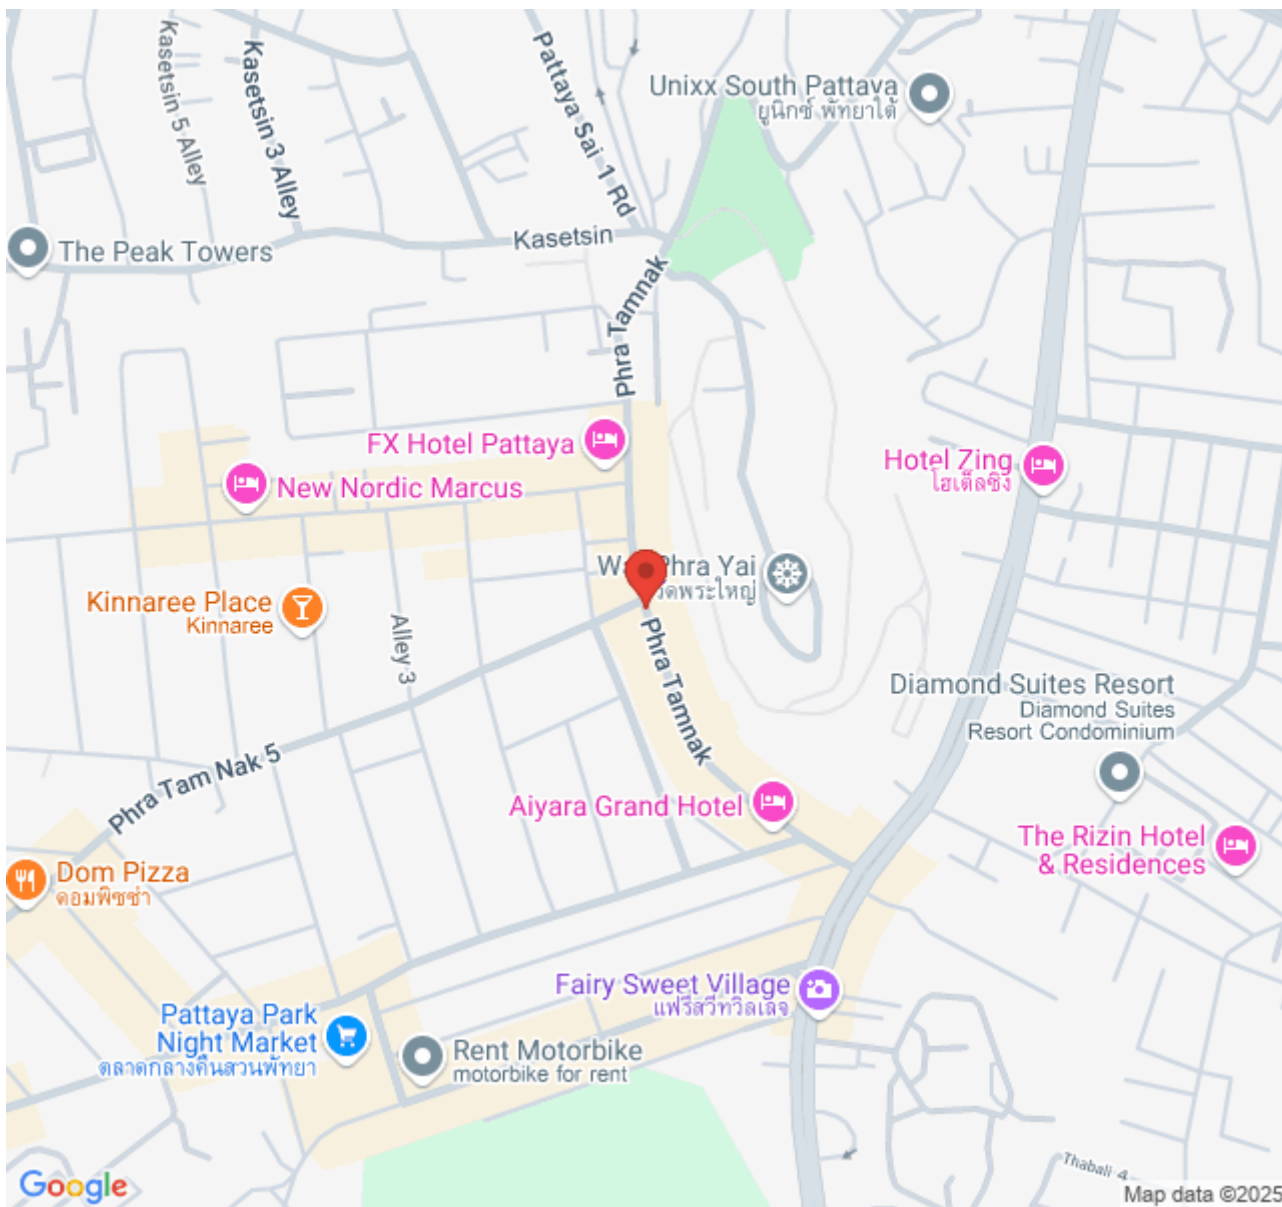 Kasetsin 5 Alley
Kasetsin 3 Alley
Pattaya Sai 1 Rd
Unixx South Pattaya
ยูนิกซ์ พัทยาใต้
The Peak Towers
Kasetsin
Phra Tamnak
FX Hotel Pattaya
New Nordic Marcus
Hotel Zing
โฮเต็ลซิง
Phra Yai
วัดพระใหญ่
Kinnaree Place
Kinnaree
Alley 3
Phra Tamnak
Diamond Suites Resort
Diamond Suites
Resort Condominium
Phra Tam Nak 5
Aiyara Grand Hotel
The Rizin Hotel
& Residences
Dom Pizza
ดอมพิซซ่า
Fairy Sweet Village
แฟรี่สวีทวิลเลจ
Pattaya Park
Night Market
ตลาดกลางคืนสวนพัทยา
Rent Motorbike
motorbike for rent
Thabali 4
Google
Map data ©2025